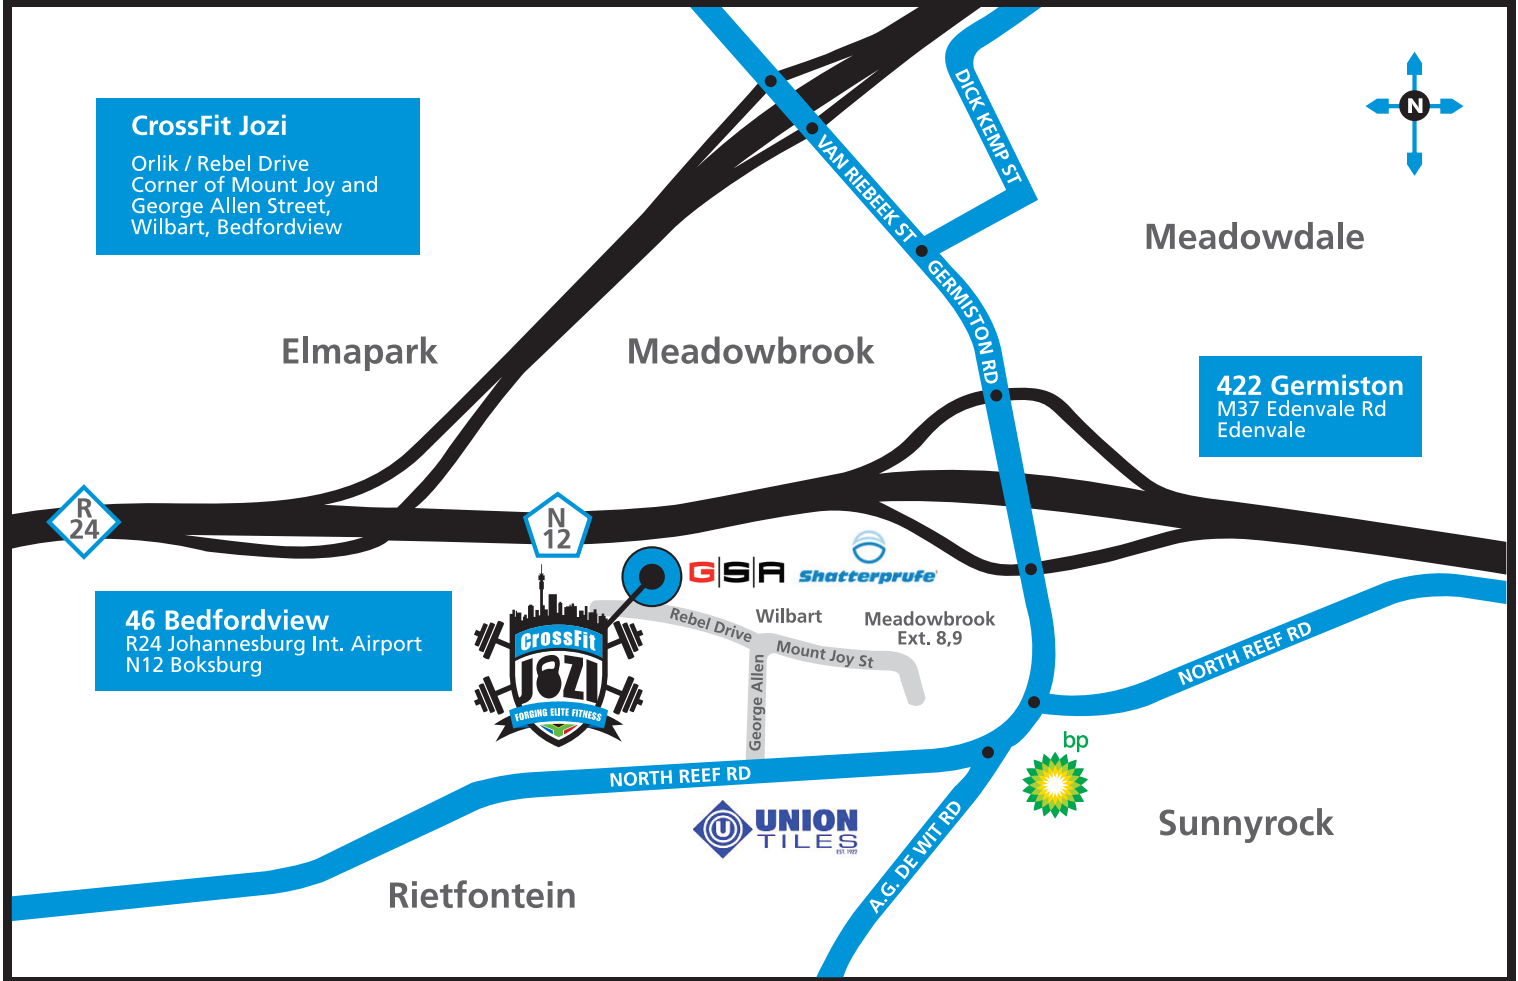 CrossFit Jozi
Orlik / Rebel Drive
Corner of Mount Joy and
George Allen Street,
Wilbart, Bedfordview
DICK KEMP ST
N
VAN RIEBEEK ST
Meadowdale
GERMISTON RD
Elmapark
Meadowbrook
422 Germiston
M37 Edenvale Rd
Edenvale
R
24
N
12
G|S|A
Shatterprufe
46 Bedfordview
R24 Johannesburg Int. Airport
N12 Boksburg
CrossFit
JOZI
FORGING ELITE FITNESS
Rebel Drive
Wilbart
Meadowbrook
Ext. 8,9
Mount Joy St
George Allen
NORTH REEF RD
bp
NORTH REEF RD
U
UNION
TILES
EST. 1922
A.G. DE WIT RD
Sunnyrock
Rietfontein